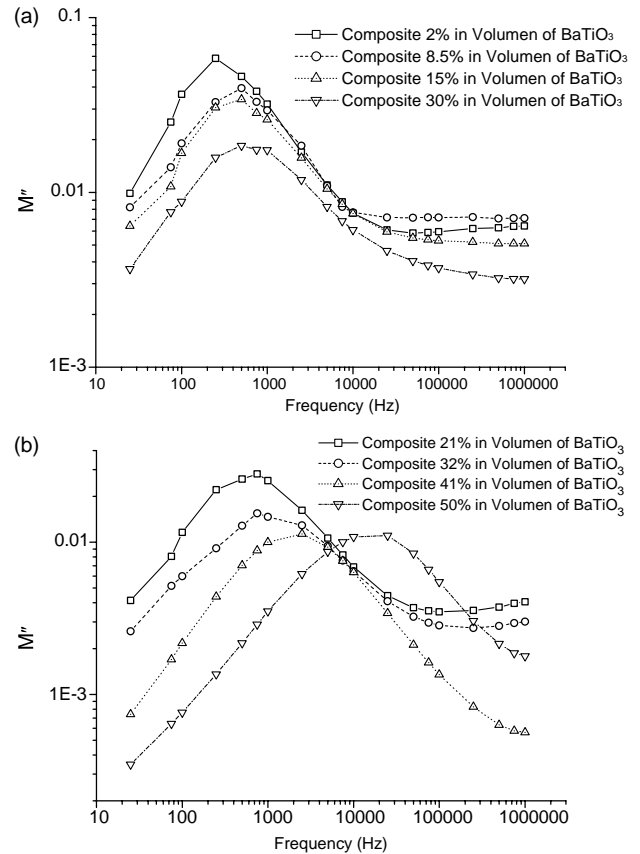 (a)
Composite 2% in Volumen of BaTiO₃
Composite 8.5% in Volumen of BaTiO₃
Composite 15% in Volumen of BaTiO₃
Composite 30% in Volumen of BaTiO₃
0.1
0.01
1E-3
M″
10 100 1000 10000 100000 1000000
Frequency (Hz)
(b)
Composite 21% in Volumen of BaTiO₃
Composite 32% in Volumen of BaTiO₃
Composite 41% in Volumen of BaTiO₃
Composite 50% in Volumen of BaTiO₃
0.01
1E-3
M″
10 100 1000 10000 100000 1000000
Frequency (Hz)